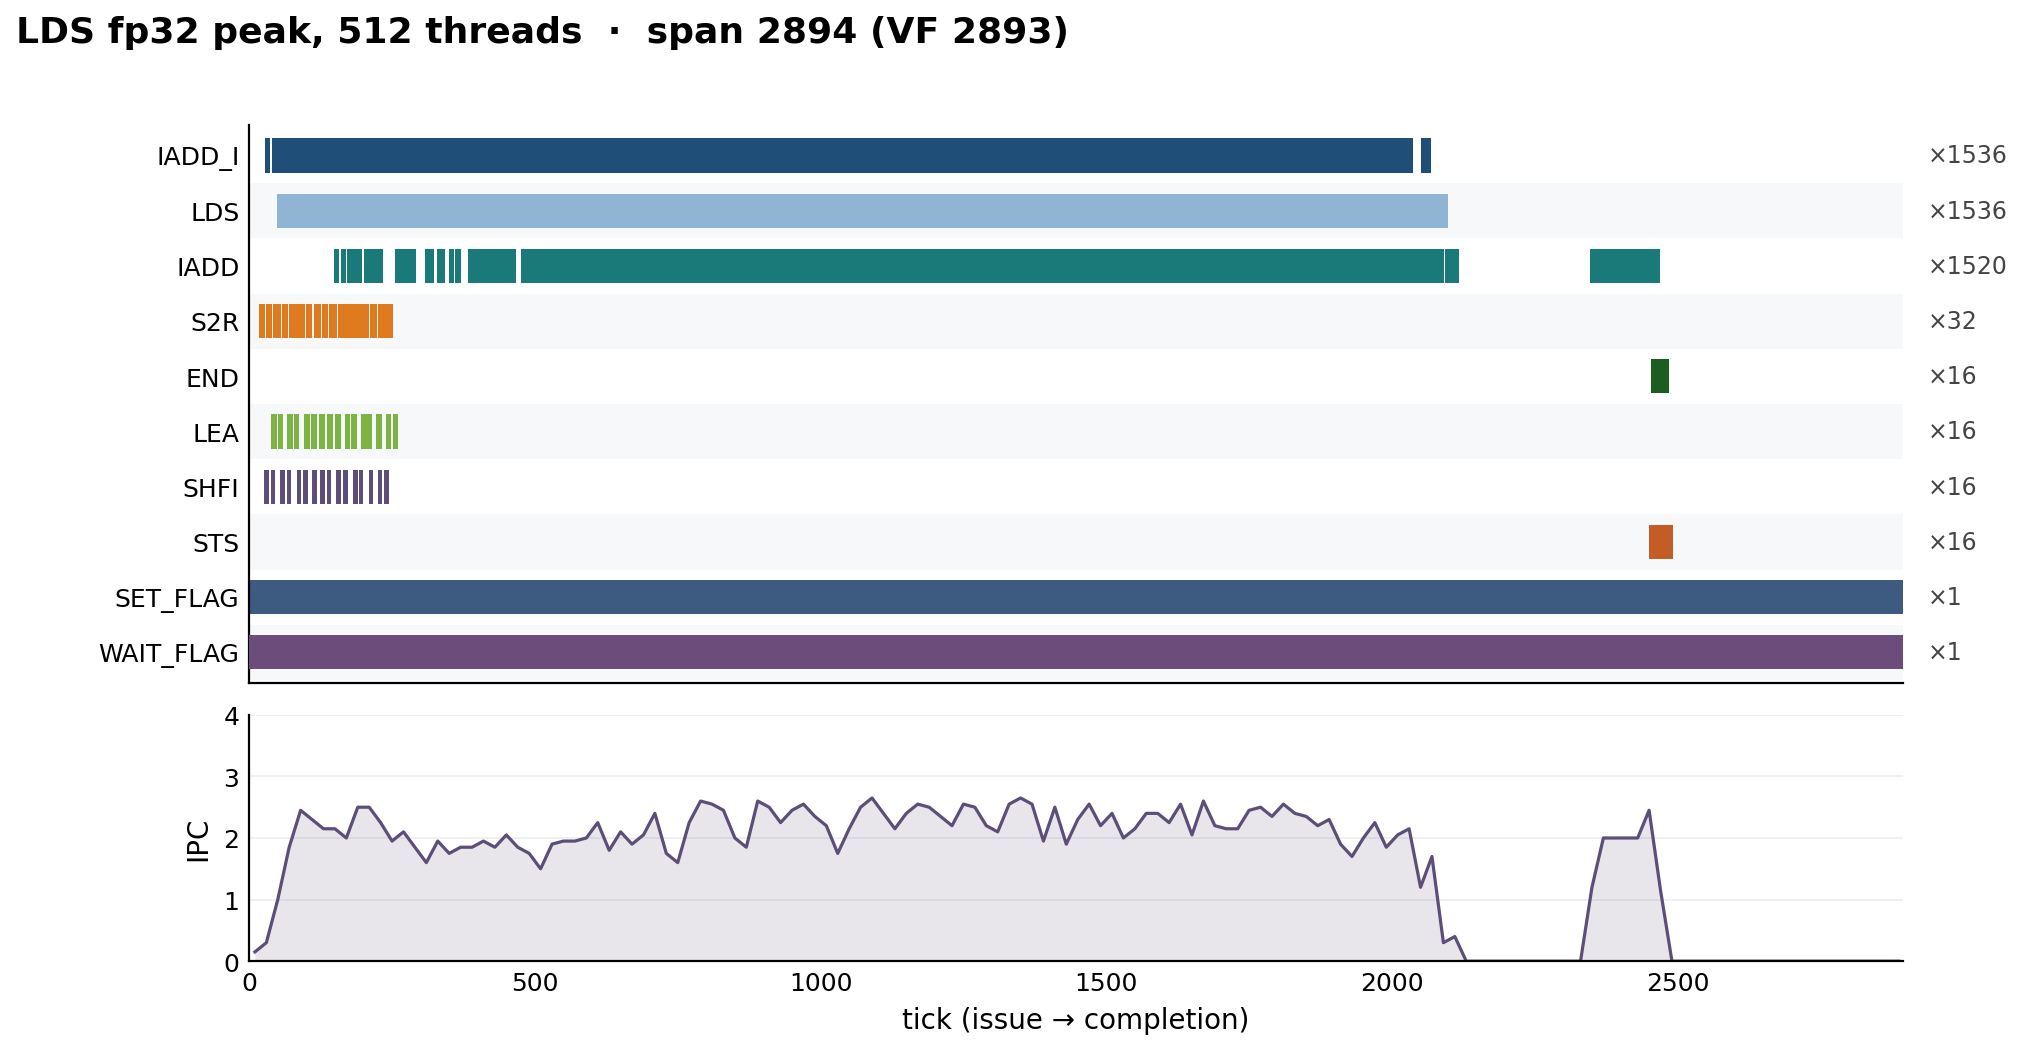 LDS fp32 peak, 512 threads · span 2894 (VF 2893)
IADD_I ×1536
LDS ×1536
IADD ×1520
S2R ×32
END ×16
LEA ×16
SHFI ×16
STS ×16
SET_FLAG ×1
WAIT_FLAG ×1
4
3
2
1
0
IPC
0 500 1000 1500 2000 2500
tick (issue → completion)